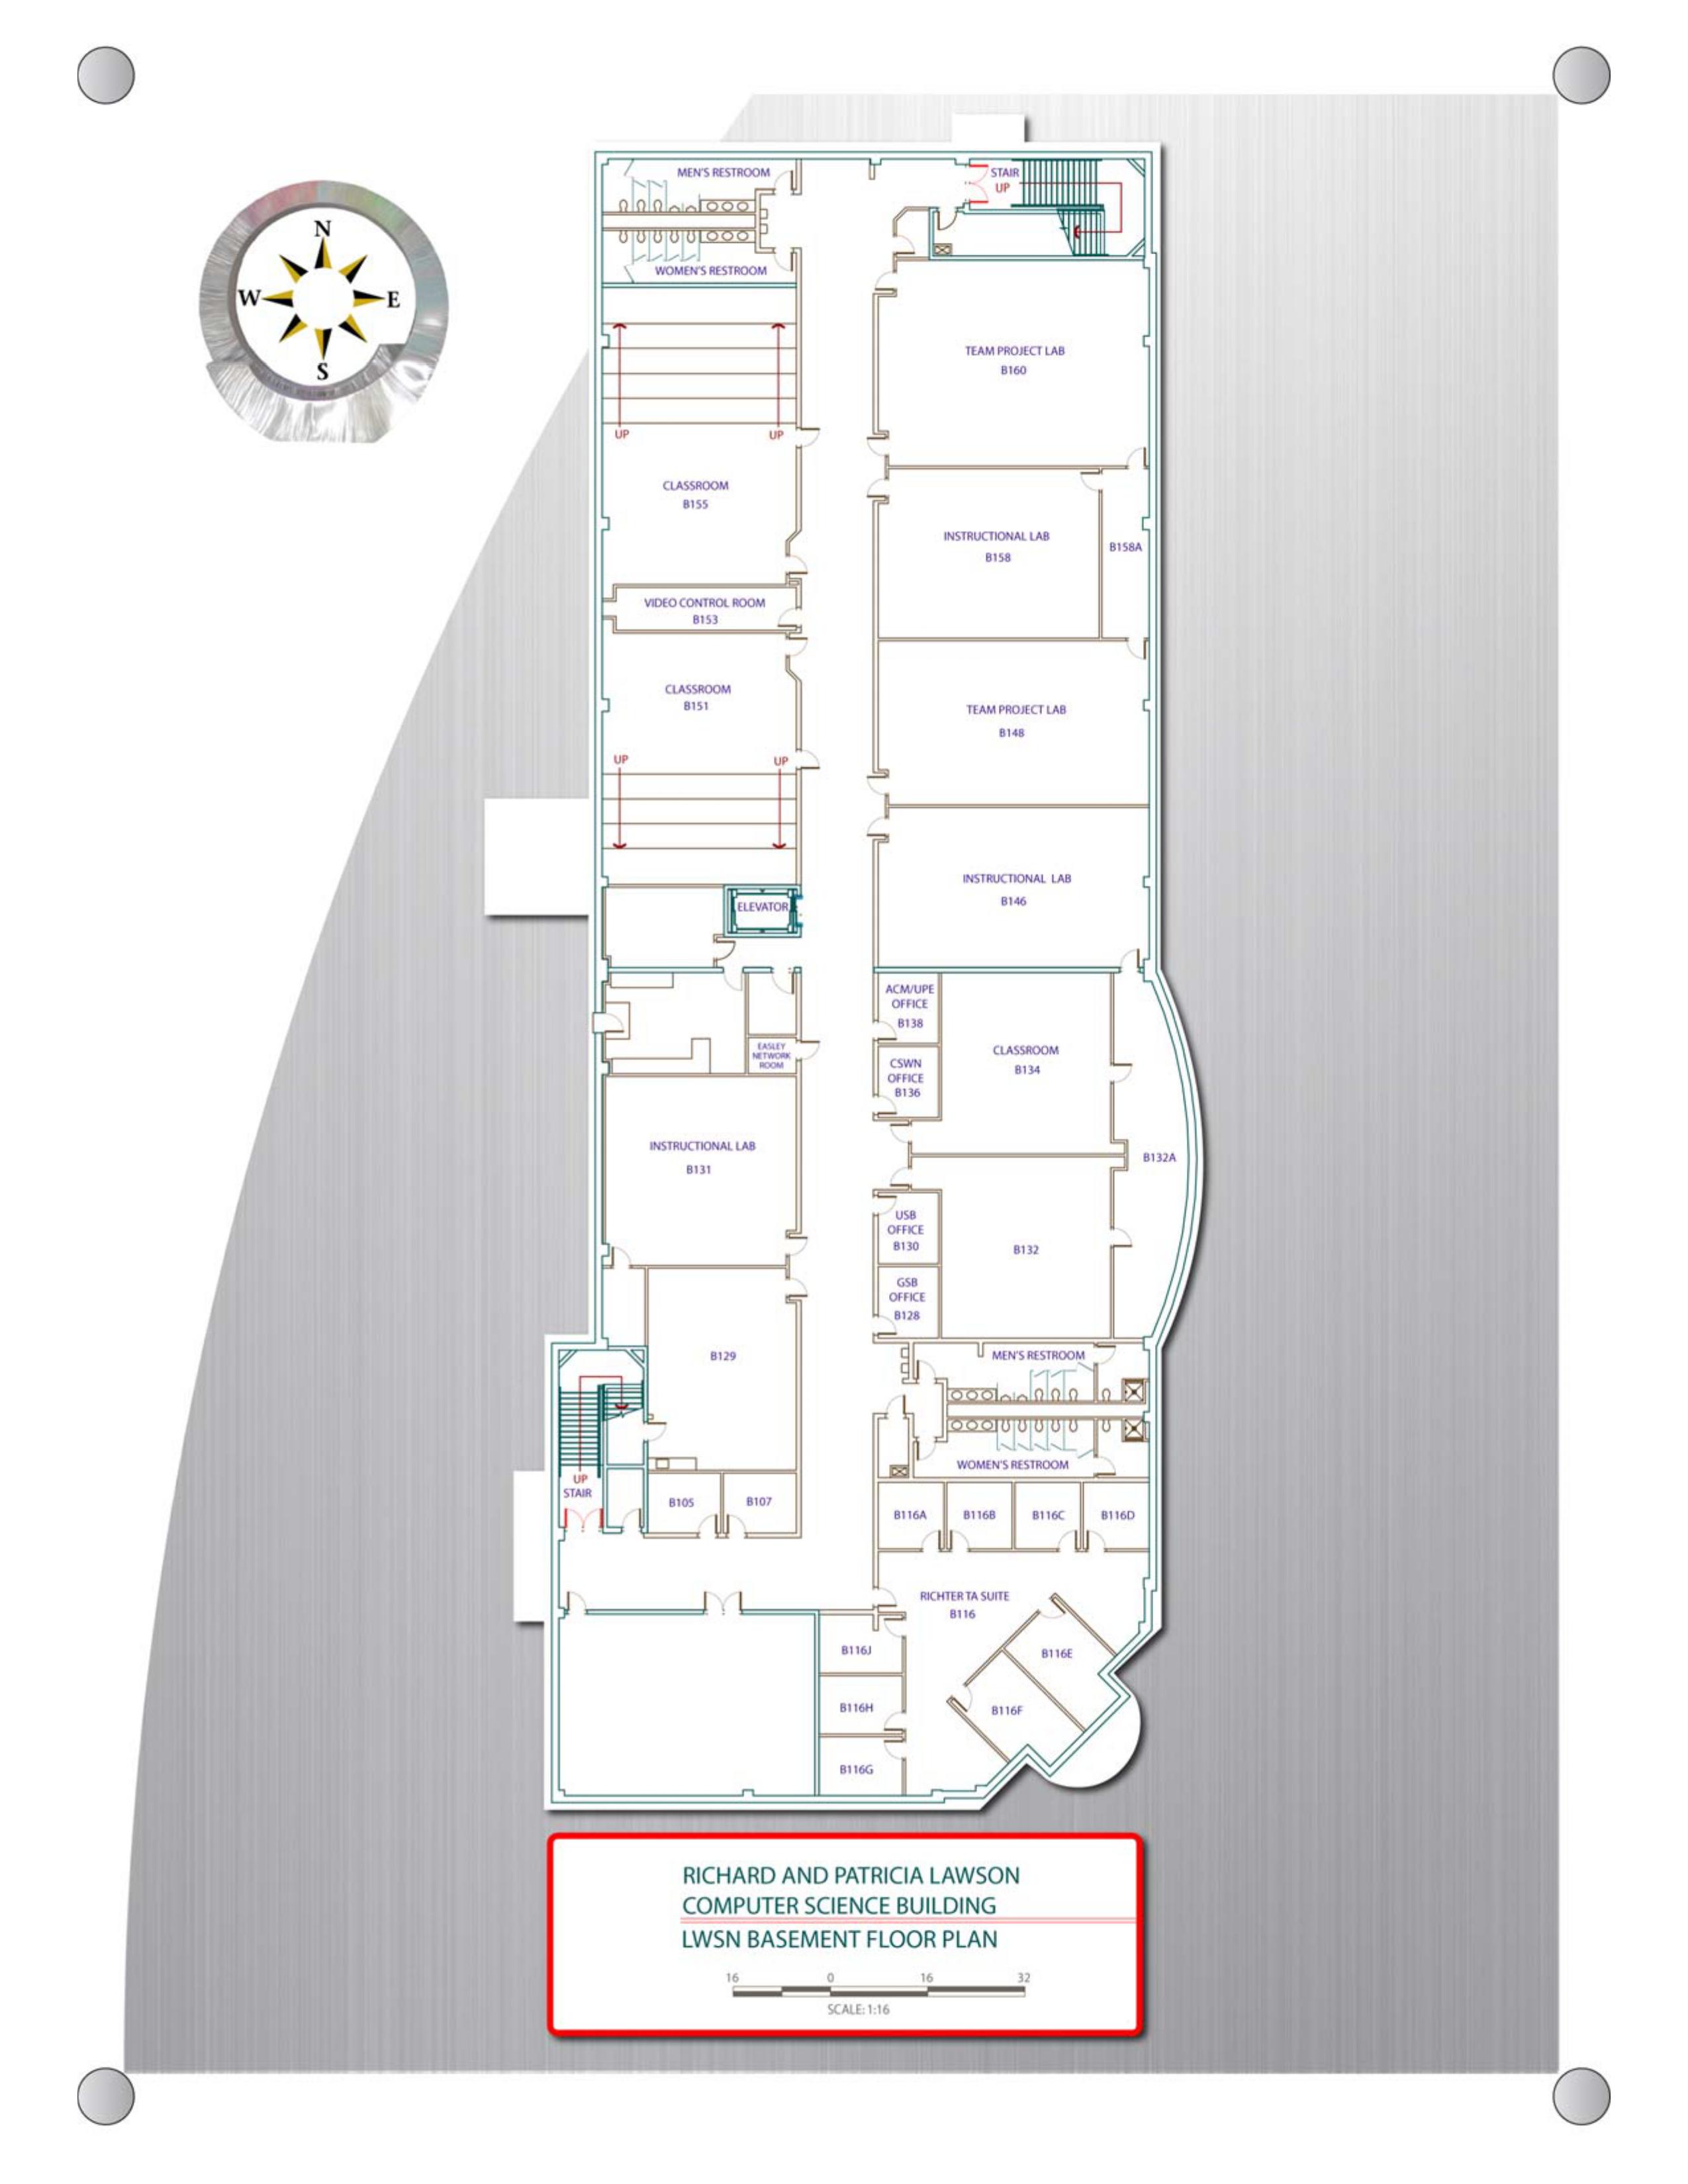 MEN'S RESTROOM
STAIR
UP
N
W
E
S
WOMEN'S RESTROOM
TEAM PROJECT LAB
B160
UP
UP
CLASSROOM
B155
INSTRUCTIONAL LAB
B158
B158A
VIDEO CONTROL ROOM
B153
CLASSROOM
B151
TEAM PROJECT LAB
B148
UP
UP
INSTRUCTIONAL LAB
B146
ELEVATOR
ACM/UPE
OFFICE
B138
EASLEY
NETWORK
ROOM
CLASSROOM
B134
CSWN
OFFICE
B136
INSTRUCTIONAL LAB
B131
B132A
USB
OFFICE
B130
B132
GSB
OFFICE
B128
B129
MEN'S RESTROOM
WOMEN'S RESTROOM
UP
STAIR
B105
B107
B116A
B116B
B116C
B116D
RICHTER TA SUITE
B116
B116J
B116E
B116H
B116F
B116G
RICHARD AND PATRICIA LAWSON
COMPUTER SCIENCE BUILDING
LWSN BASEMENT FLOOR PLAN
16 0 16 32
SCALE: 1:16